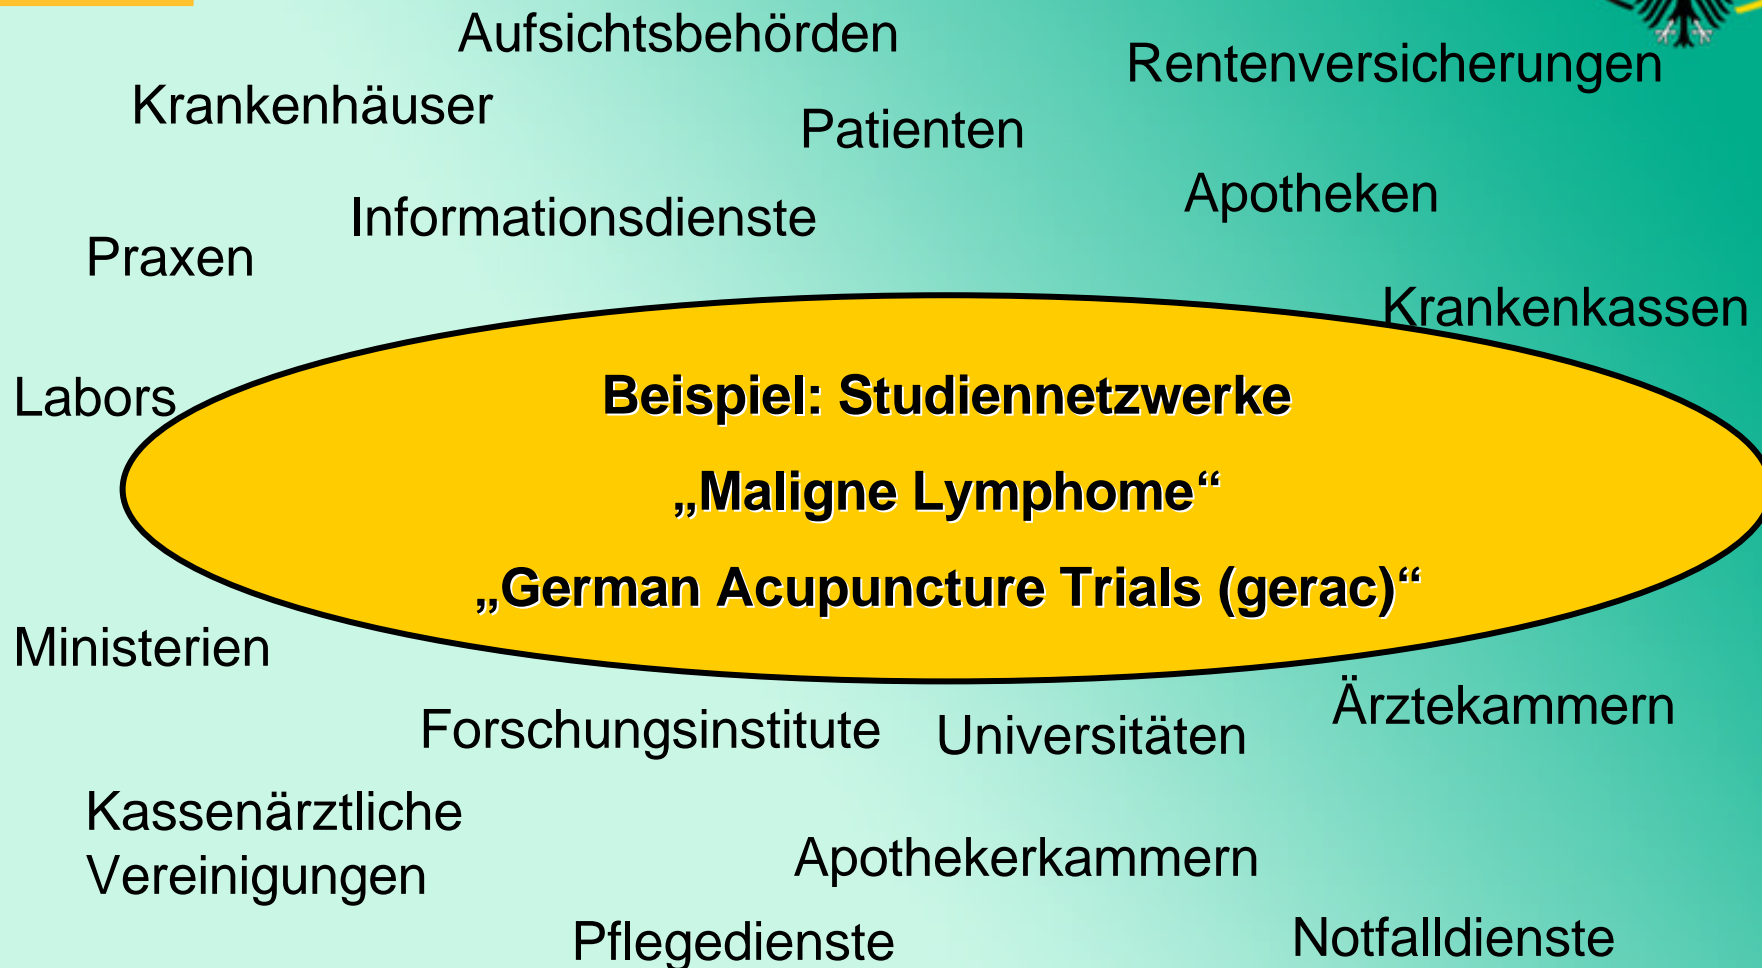 Aufsichtsbehörden
Rentenversicherungen
Krankenhäuser
Patienten
Apotheken
Informationsdienste
Praxen
Krankenkassen
Labors
Beispiel: Studiennetzwerke
„Maligne Lymphome“
„German Acupuncture Trials (gerac)“
Ministerien
Ärztekammern
Forschungsinstitute
Universitäten
Kassenärztliche
Vereinigungen
Apothekerkammern
Pflegedienste
Notfalldienste